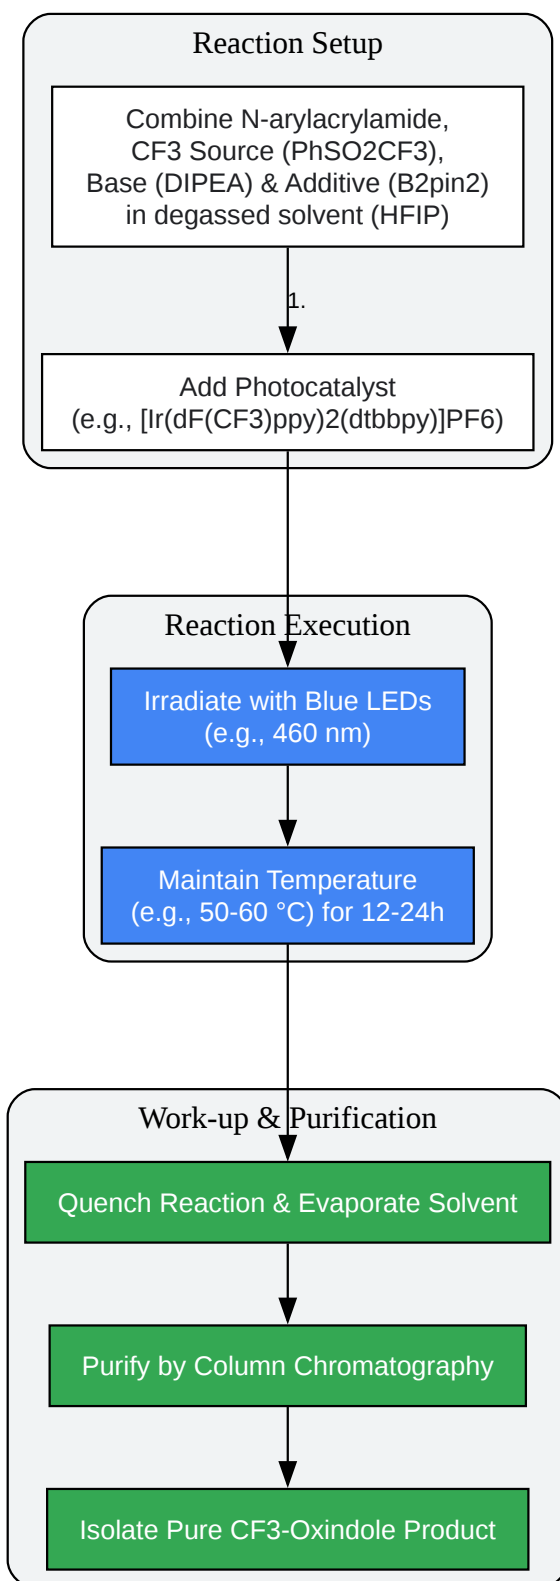 Reaction Setup
Combine N-arylacrylamide,
CF3 Source (PhSO2CF3),
Base (DIPEA) & Additive (B2pin2)
in degassed solvent (HFIP)
1.
Add Photocatalyst
(e.g., [Ir(dF(CF3)ppy)2(dtbbpy)]PF6)
Reaction Execution
Irradiate with Blue LEDs
(e.g., 460 nm)
Maintain Temperature
(e.g., 50-60 °C) for 12-24h
Work-up & Purification
Quench Reaction & Evaporate Solvent
Purify by Column Chromatography
Isolate Pure CF3-Oxindole Product